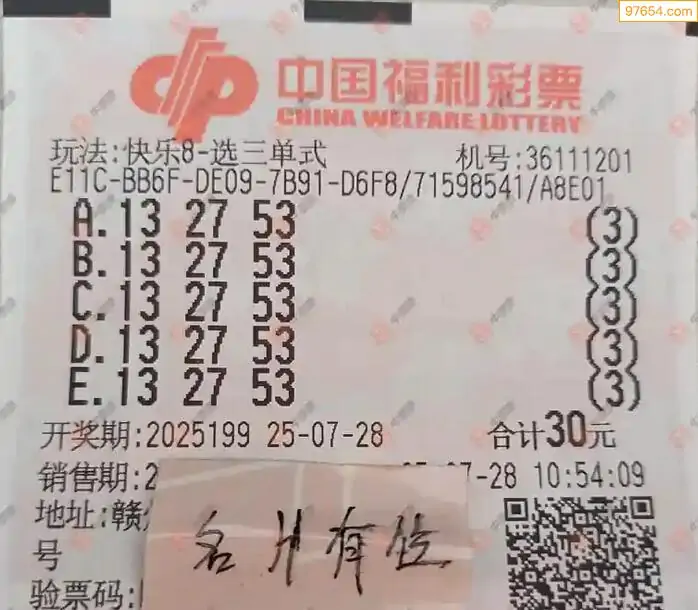 97654.com
中国福利彩票
CHINA WELFARE LOTTERY
玩法:快乐8-选三单式 机号:36111201
E11C-BB6F-DE09-7B91-D6F8/71598541/A8E01
A.13 27 53 (3)
B.13 27 53 (3)
C.13 27 53 (3)
D.13 27 53 (3)
E.13 27 53 (3)
开奖期:2025199 25-07-28 合计30元
销售期:2 07-28 10:54:09
地址:赣
号
名片有位
验票码: